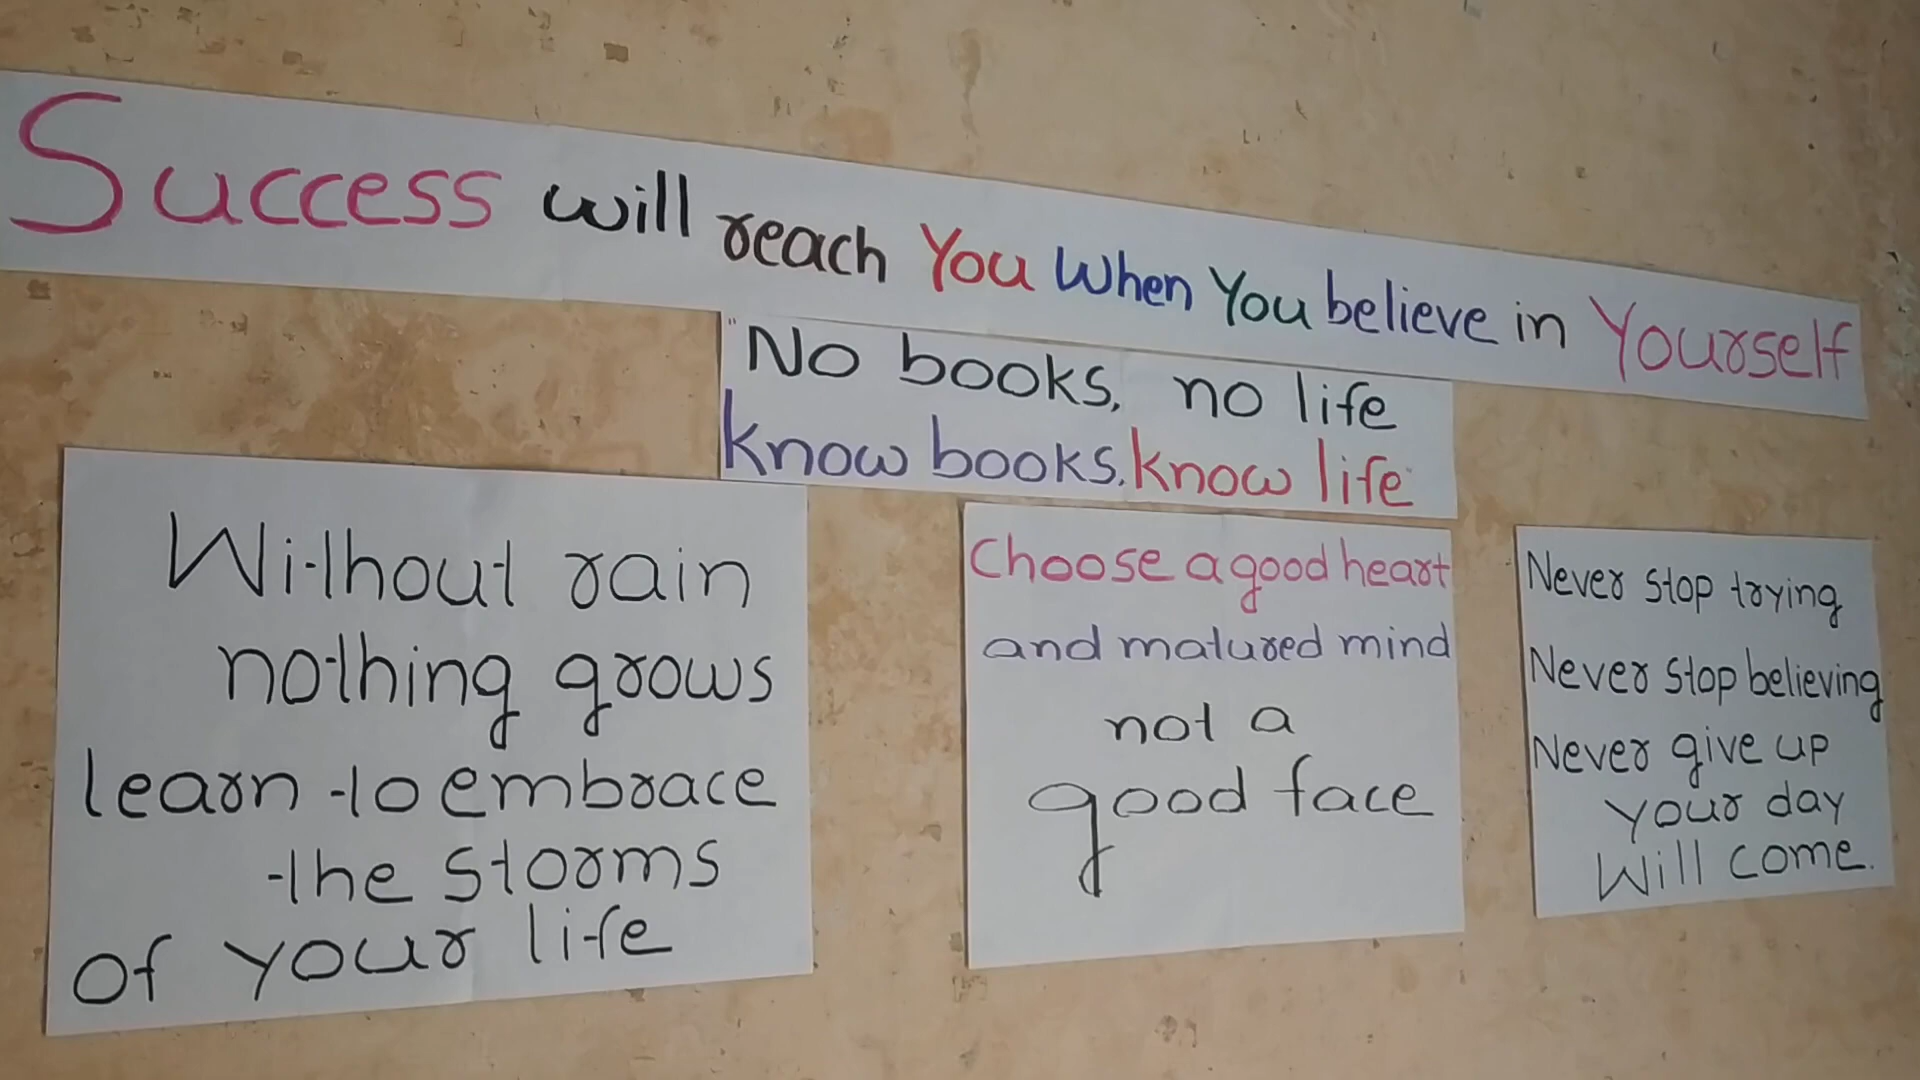 Success will reach You When You believe in Yourself
"No books, no life
know books, know life
Without rain
nothing grows
learn to embrace
the storms
of your life
Choose a good heart
and matured mind
not a
good face
Never stop trying
Never stop believing
Never give up
your day
Will come.